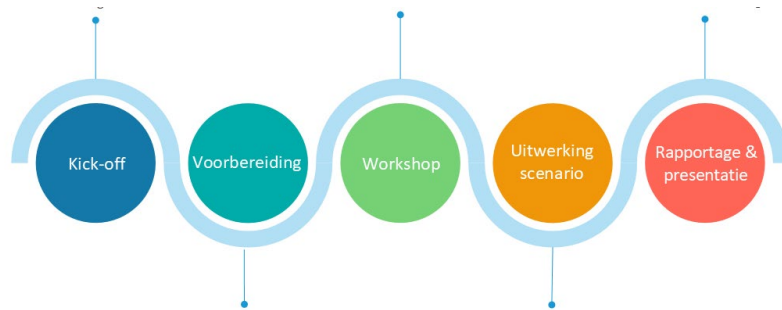 Kick-off
Voorbereiding
Workshop
Uitwerking
scenario
Rapportage &
presentatie